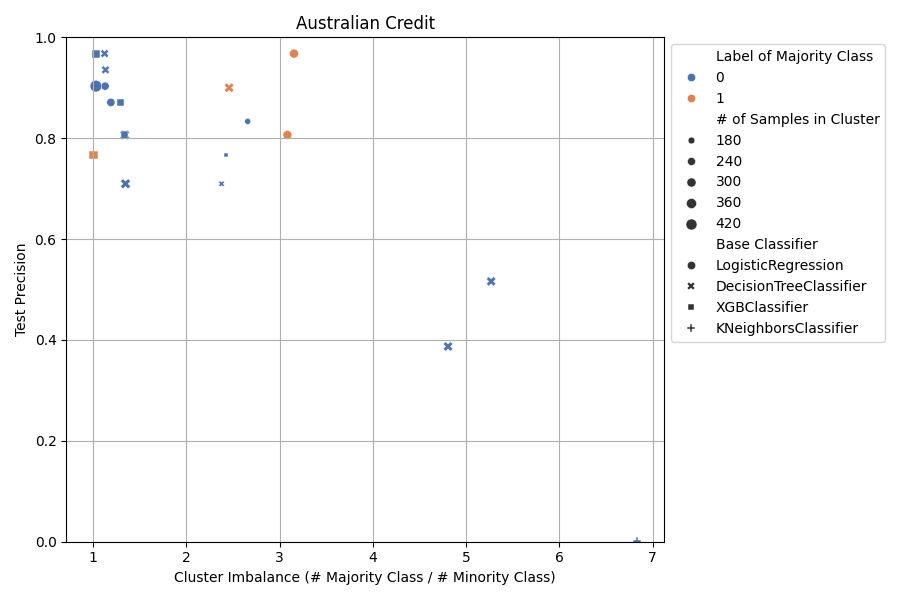 Australian Credit
1.0
0.8
0.6
0.4
0.2
0.0
Test Precision
1 2 3 4 5 6 7
Cluster Imbalance (# Majority Class / # Minority Class)
Label of Majority Class
0
1
# of Samples in Cluster
180
240
300
360
420
Base Classifier
LogisticRegression
DecisionTreeClassifier
XGBClassifier
KNeighborsClassifier